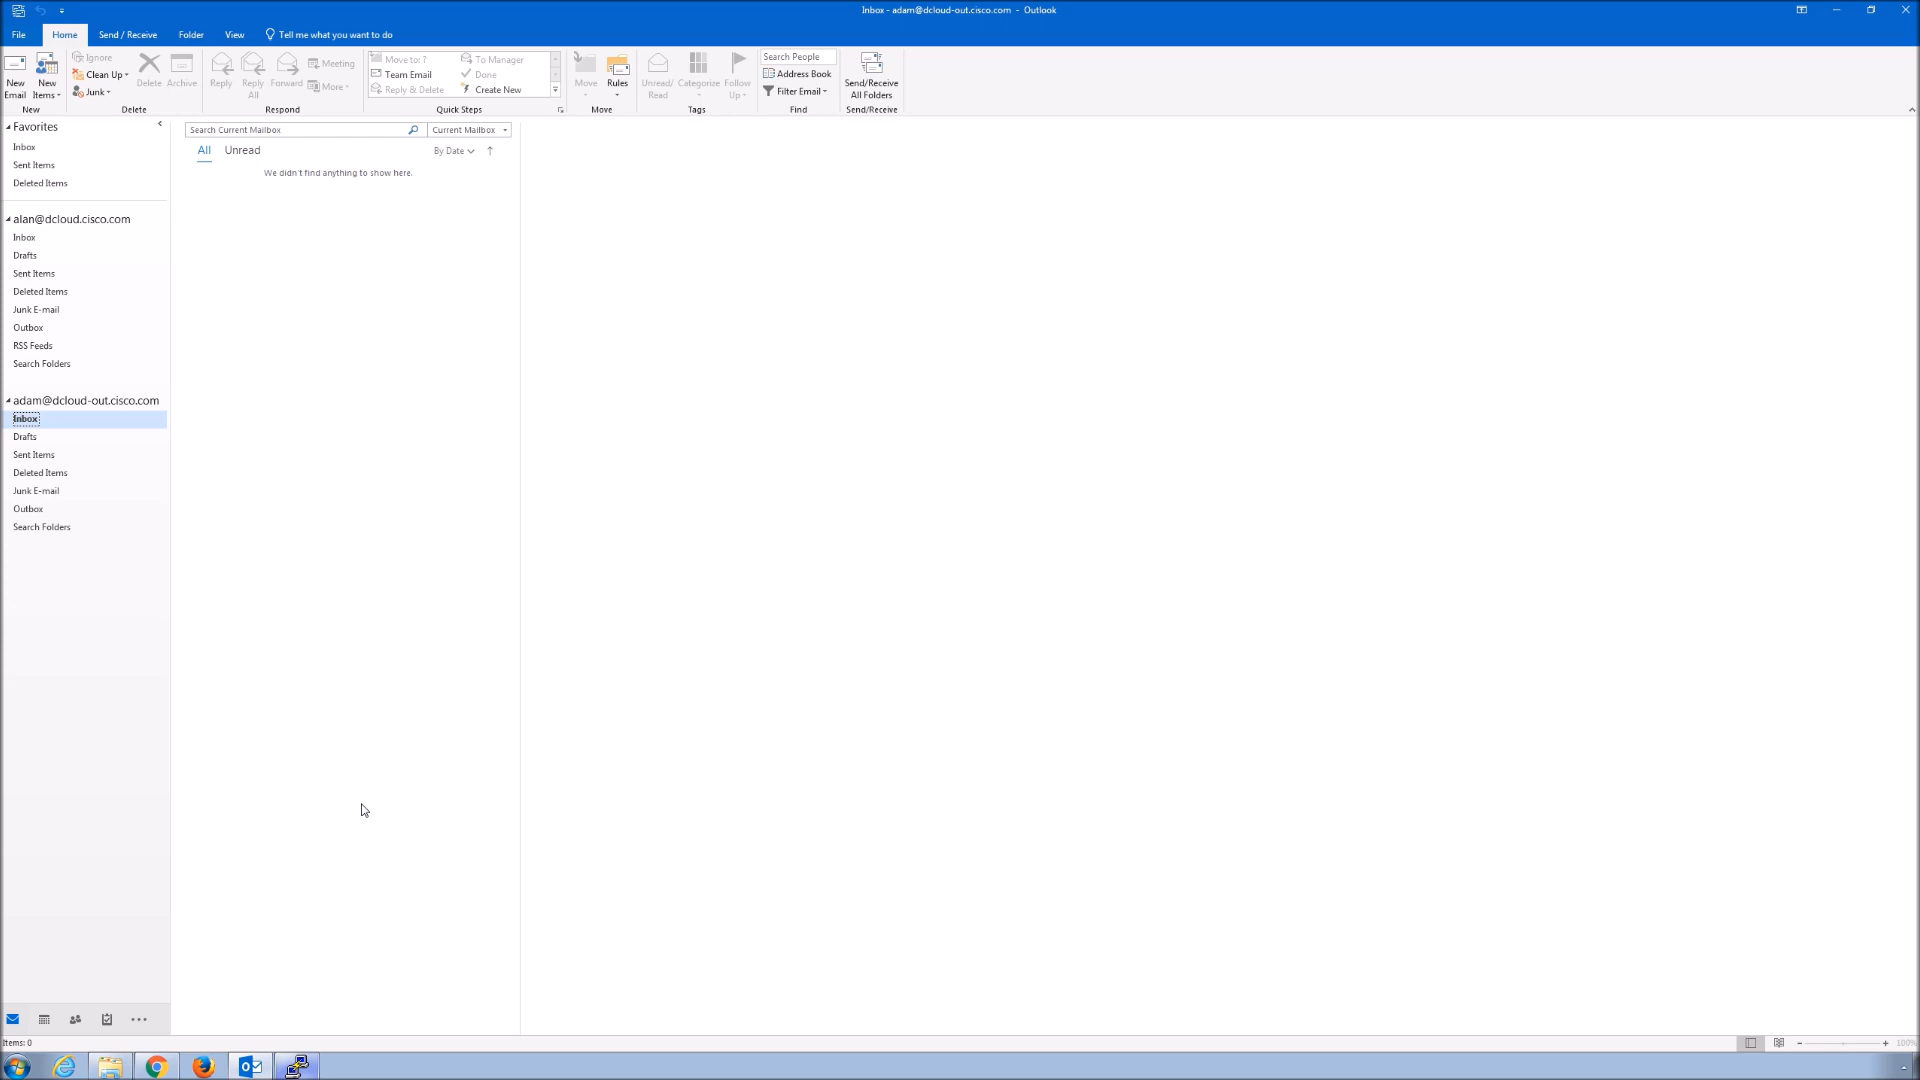 Inbox - adam@dcloud-out.cisco.com - Outlook
File Home Send / Receive Folder View Tell me what you want to do
New Email
New Items
New
Ignore
Clean Up
Junk
Delete
Archive
Delete
Reply
Reply All
Forward
Meeting
More
Respond
Move to: ?
Team Email
Reply & Delete
To Manager
Done
Create New
Quick Steps
Move
Rules
Move
Unread/ Read
Categorize
Follow Up
Tags
Search People
Address Book
Filter Email
Find
Send/Receive All Folders
Send/Receive
Favorites
Inbox
Sent Items
Deleted Items
alan@dcloud.cisco.com
Inbox
Drafts
Sent Items
Deleted Items
Junk E-mail
Outbox
RSS Feeds
Search Folders
adam@dcloud-out.cisco.com
Inbox
Drafts
Sent Items
Deleted Items
Junk E-mail
Outbox
Search Folders
Search Current Mailbox Current Mailbox
All Unread By Date
We didn't find anything to show here.
Items: 0
100%